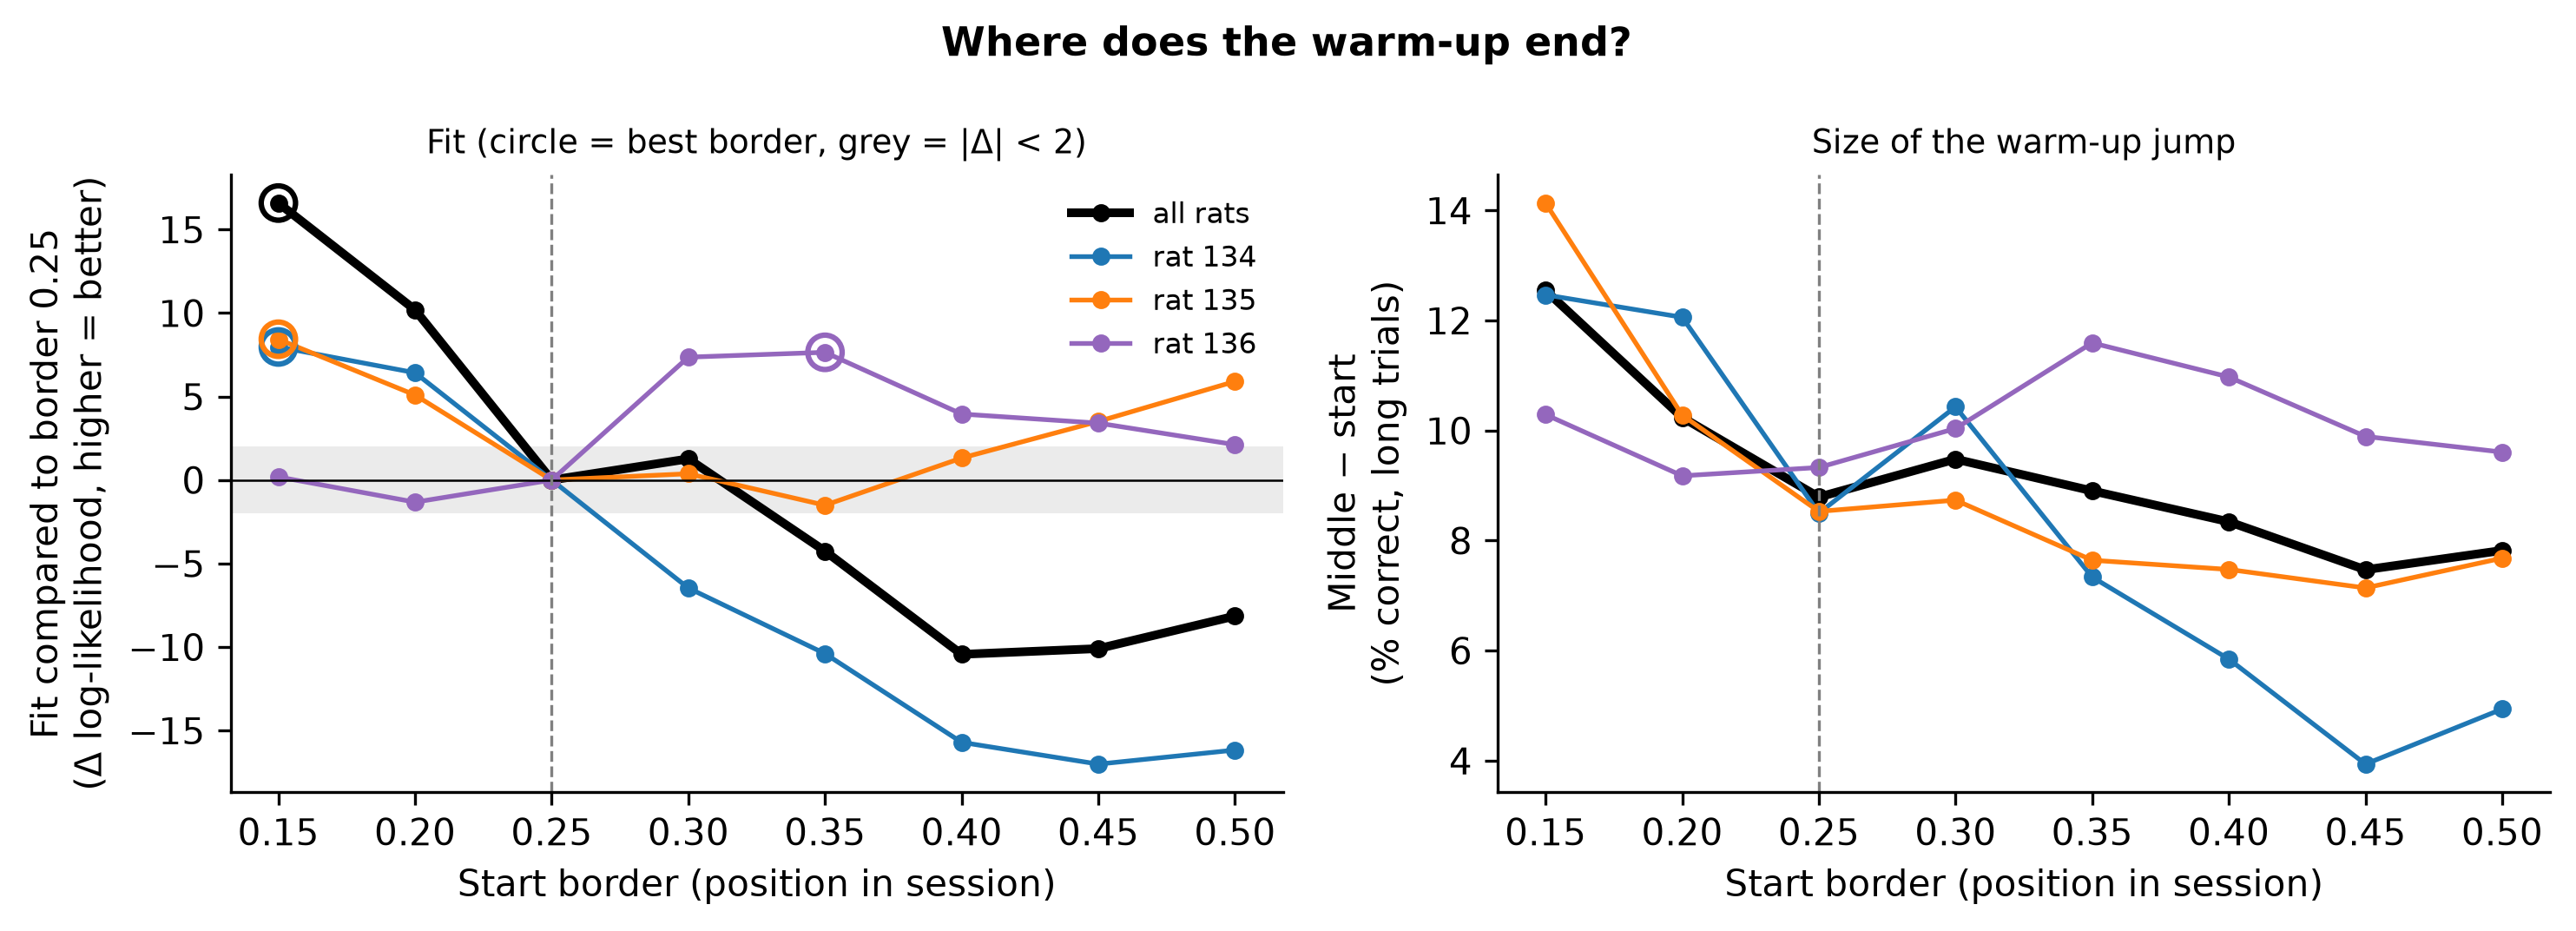 Where does the warm-up end?
Fit (circle = best border, grey = |Δ| < 2)
Fit compared to border 0.25
(Δ log-likelihood, higher = better)
15
10
5
0
−5
−10
−15
all rats
rat 134
rat 135
rat 136
0.15 0.20 0.25 0.30 0.35 0.40 0.45 0.50
Start border (position in session)
Size of the warm-up jump
Middle − start
(% correct, long trials)
14
12
10
8
6
4
0.15 0.20 0.25 0.30 0.35 0.40 0.45 0.50
Start border (position in session)